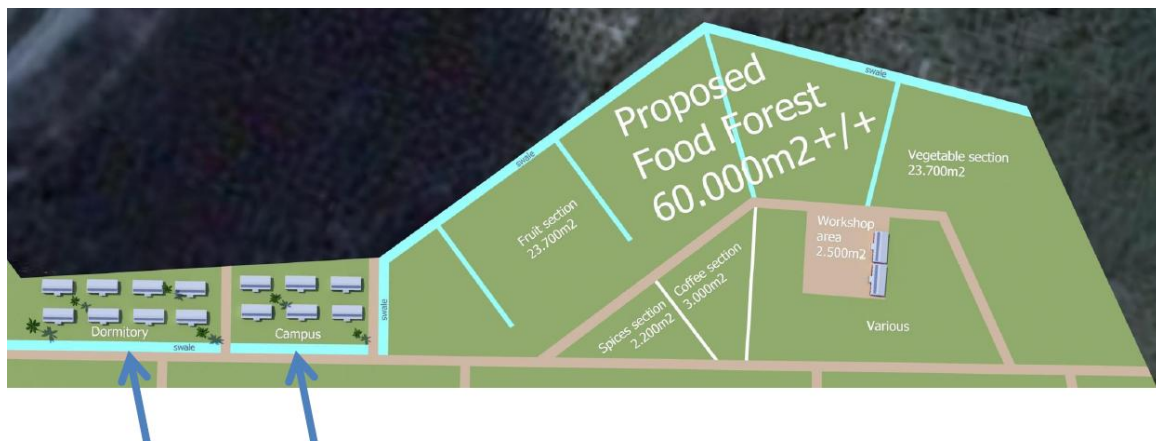 swale
Proposed
Food Forest
60.000m2+/+
swale
Vegetable section
23.700m2
Fruit section
23.700m2
Workshop
area
2.500m2
Coffee section
3.000m2
Spices section
2.200m2
swale
Various
Dormitory
Campus
swale